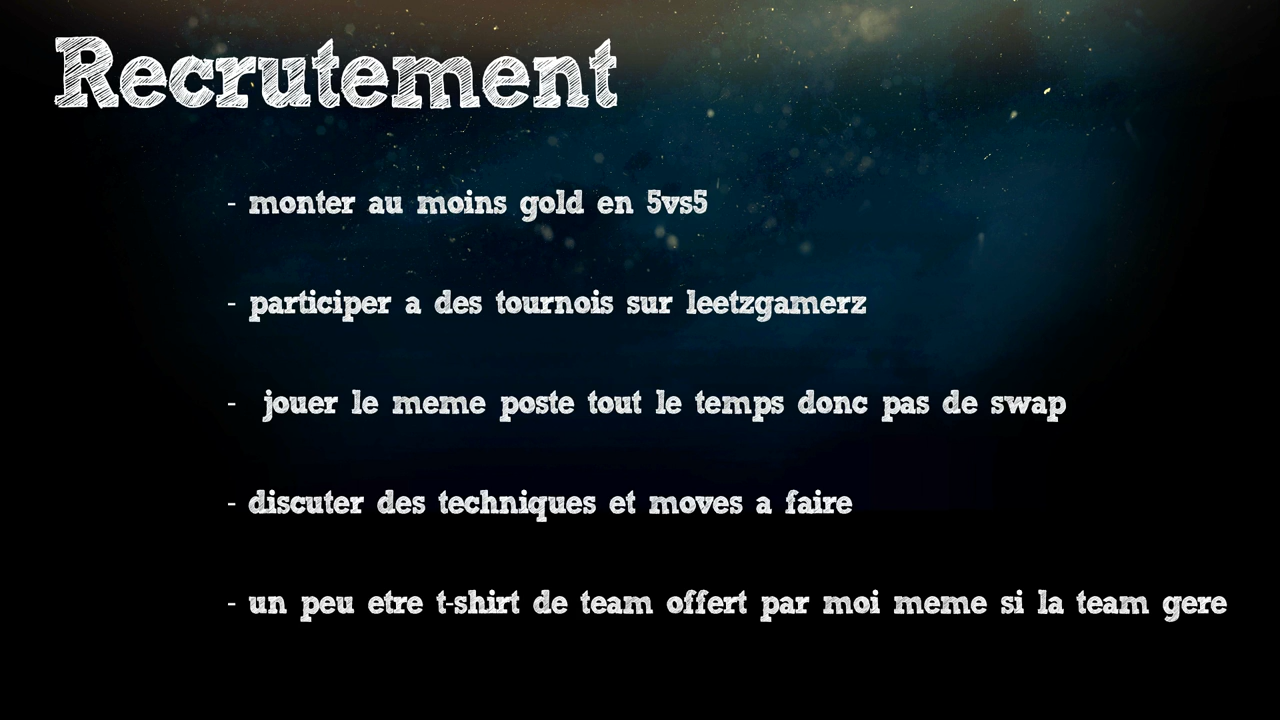 Recrutement
- monter au moins gold en 5vs5
- participer a des tournois sur leetzgamerz
- jouer le meme poste tout le temps donc pas de swap
- discuter des techniques et moves a faire
- un peu etre t-shirt de team offert par moi meme si la team gere